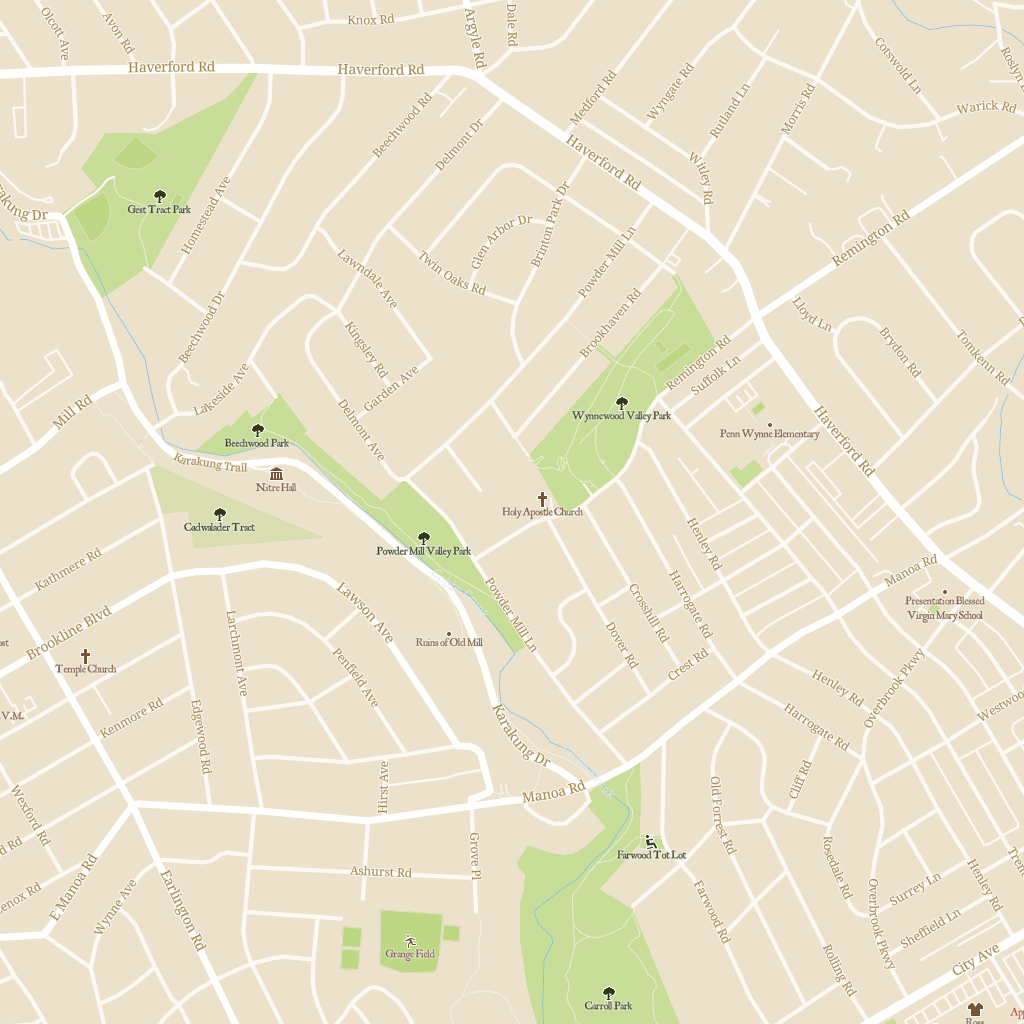 Knox Rd
Olcott Ave
Avon Rd
Argyle Rd
Dale Rd
Cotswold Ln
Haverford Rd
Haverford Rd
Medford Rd
Wyngate Rd
Rutland Ln
Morris Rd
Warick Rd
Beechwood Rd
Delmont Dr
Haverford Rd
Witley Rd
Gest Tract Park
Homestead Ave
Glen Arbor Dr
Brinton Park Dr
Remington Rd
Lawndale Ave
Twin Oaks Rd
Powder Mill Ln
Beechwood Dr
Kingsley Rd
Brookhaven Rd
Lloyd Ln
Brydon Rd
Tomkenn Rd
Remington Rd
Suffolk Ln
Lakeside Ave
Garden Ave
Mill Rd
Wynnewood Valley Park
Delmont Ave
Penn Wynne Elementary
Haverford Rd
Beechwood Park
Karakung Trail
Nitre Hall
Holy Apostle Church
Cadwalader Tract
Powder Mill Valley Park
Henley Rd
Kathmere Rd
Manoa Rd
Lawson Ave
Powder Mill Ln
Crosshill Rd
Harrogate Rd
Presentation Blessed
Virgin Mary School
Brookline Blvd
Larchmont Ave
Ruins of Old Mill
Dover Rd
Temple Church
Crest Rd
Penfield Ave
Henley Rd
Overbrook Pkwy
V.M.
Kenmore Rd
Edgewood Rd
Karakung Dr
Harrogate Rd
Hirst Ave
Manoa Rd
Cliff Rd
Old Forrest Rd
Wexford Rd
Grove Pl
Farwood Tot Lot
Rosedale Rd
Ashurst Rd
E Manoa Rd
Wynne Ave
Earlington Rd
Farwood Rd
Overbrook Pkwy
Surrey Ln
Henley Rd
Sheffield Ln
Grange Field
City Ave
Rolling Rd
Carroll Park
Ross